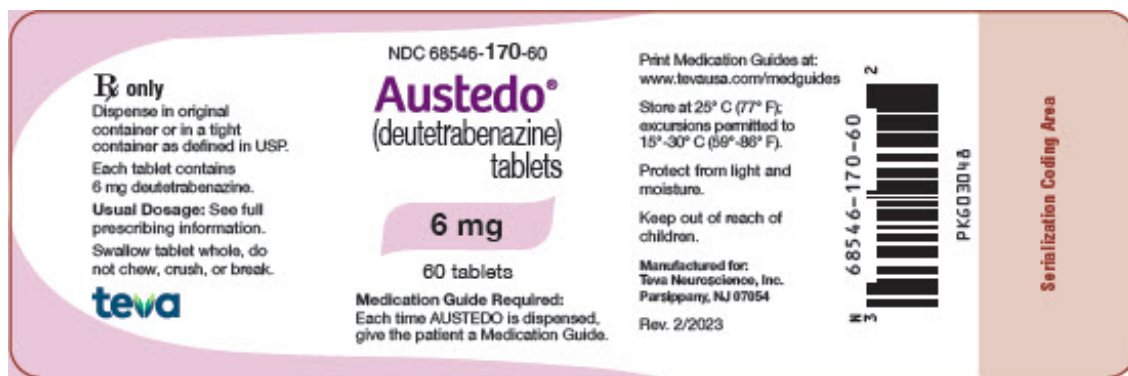 Rx only
Dispense in original
container or in a tight
container as defined in USP.
Each tablet contains
6 mg deutetrabenazine.
Usual Dosage: See full
prescribing information.
Swallow tablet whole, do
not chew, crush, or break.
teva
NDC 68546-170-60
Austedo®
(deutetrabenazine)
tablets
6 mg
60 tablets
Medication Guide Required:
Each time AUSTEDO is dispensed,
give the patient a Medication Guide.
Print Medication Guides at:
www.tevausa.com/medguides
Store at 25° C (77° F);
excursions permitted to
15°-30° C (59°-86° F).
Protect from light and
moisture.
Keep out of reach of
children.
Manufactured for:
Teva Neuroscience, Inc.
Parsippany, NJ 07054
Rev. 2/2023
N
3 68546-170-60 2
PK603048
Serialization Coding Area